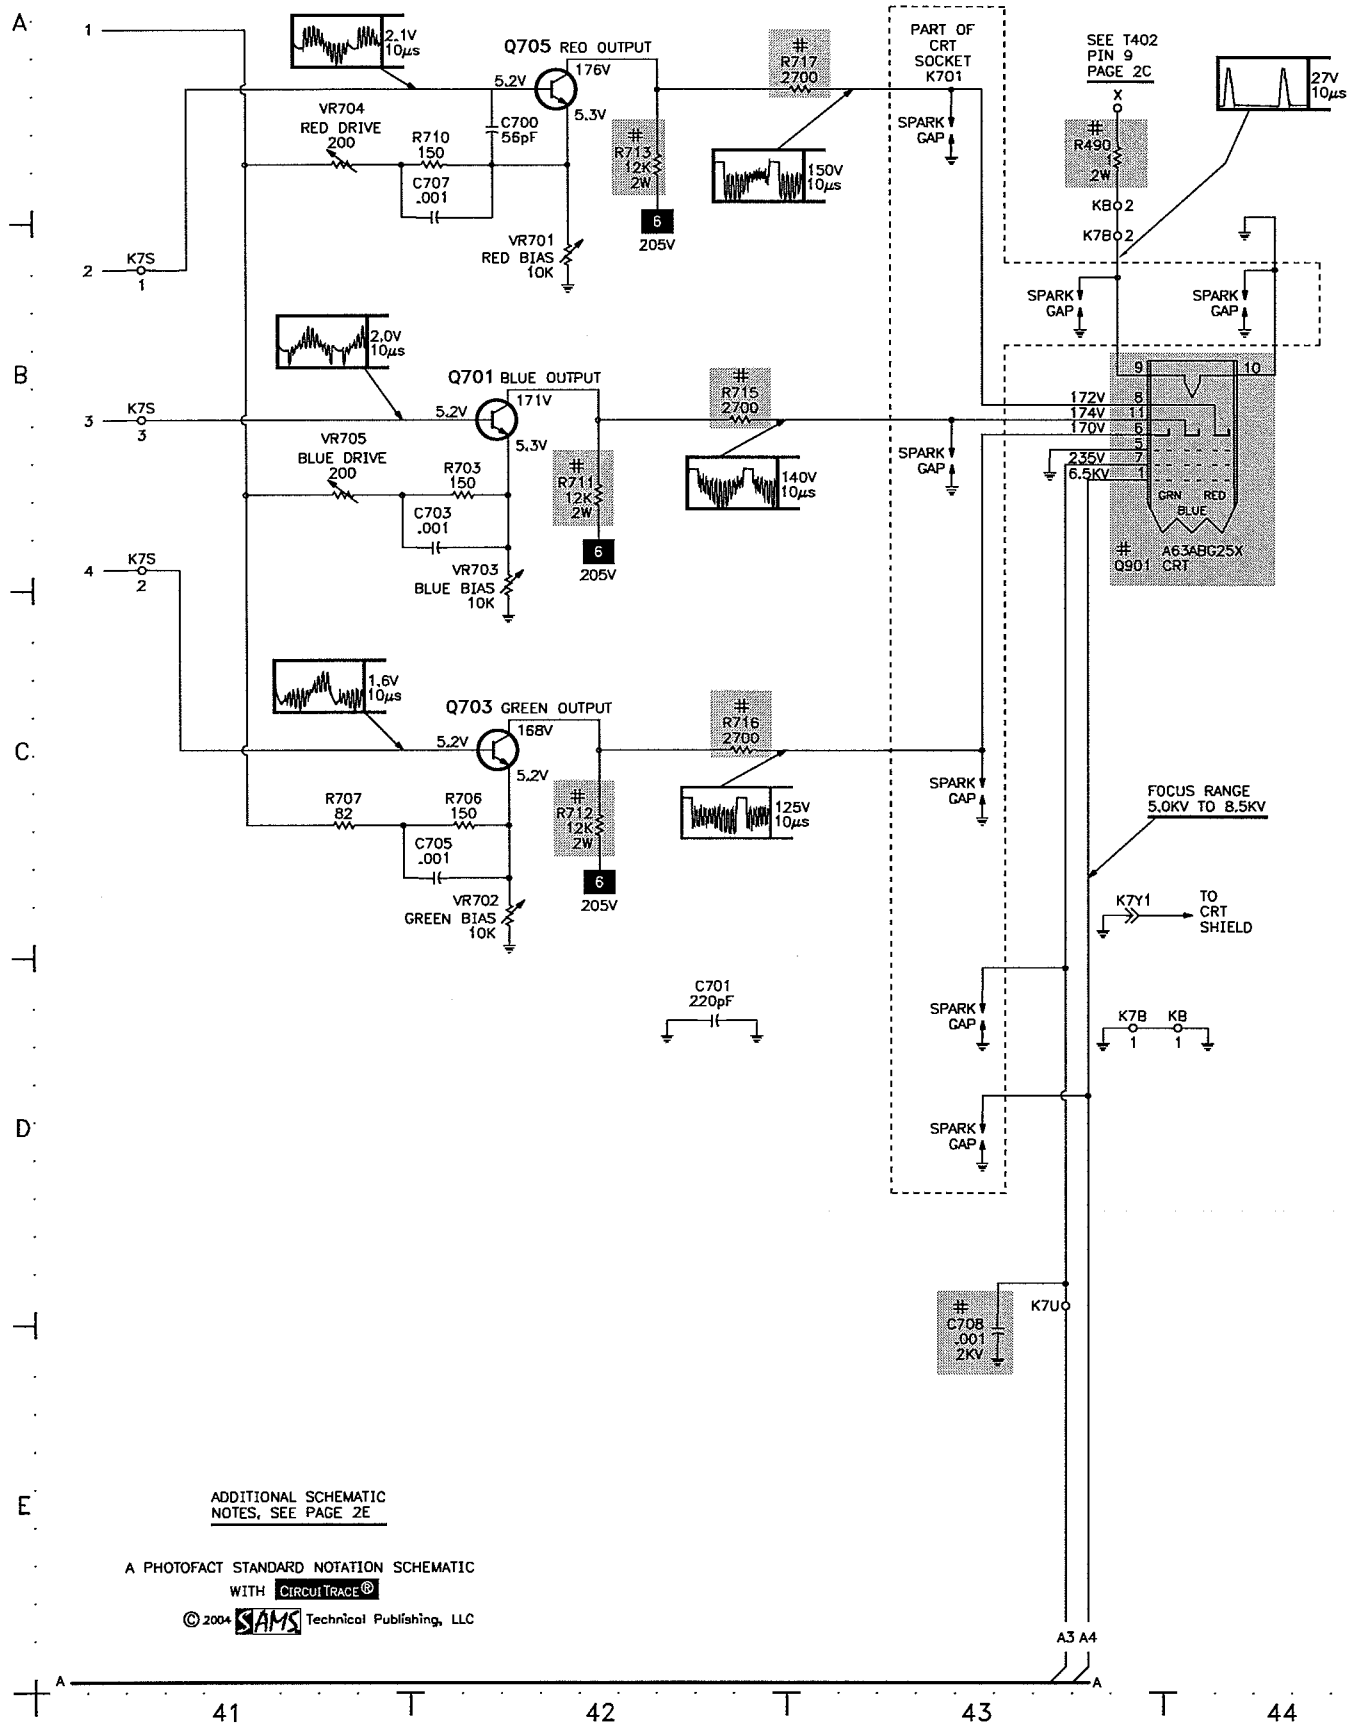 A
1
2.1V
10µs
Q705 REO OUTPUT
176V
5.2V
5.3V
VR704
RED DRIVE
200
R710
150
C700
56pF
C707
.001
#
R713
12K
2W
6
205V
VR701
RED BIAS
10K
#
R717
2700
150V
10µs
PART OF
CRT
SOCKET
K701
SPARK
GAP
SEE T402
PIN 9
PAGE 2C
X
#
R490
1
2W
KB 2
K7B 2
27V
10µs
2
K7S
1
SPARK
GAP
SPARK
GAP
B
2.0V
10µs
Q701 BLUE OUTPUT
171V
5.2V
5.3V
3
K7S
3
VR705
BLUE DRIVE
200
R703
150
C703
.001
#
R711
12K
2W
6
205V
VR703
BLUE BIAS
10K
#
R715
2700
140V
10µs
SPARK
GAP
9
10
172V 8
174V 11
170V 6
5
235V 7
6.5KV 1
GRN RED
BLUE
#
Q901
A63ABG25X
CRT
4
K7S
2
1.6V
10µs
Q703 GREEN OUTPUT
168V
5.2V
5.2V
C
R707
82
R706
150
C705
.001
#
R712
12K
2W
6
205V
VR702
GREEN BIAS
10K
#
R716
2700
125V
10µs
SPARK
GAP
FOCUS RANGE
5.0KV TO 8.5KV
K7Y1
TO
CRT
SHIELD
C701
220pF
SPARK
GAP
K7B KB
1 1
D
SPARK
GAP
#
C708
.001
2KV
K7U
E
ADDITIONAL SCHEMATIC
NOTES, SEE PAGE 2E
A PHOTOFACT STANDARD NOTATION SCHEMATIC
WITH CIRCUITRACE®
© 2004 SAMS Technical Publishing, LLC
A3 A4
A
A
41 42 43 44